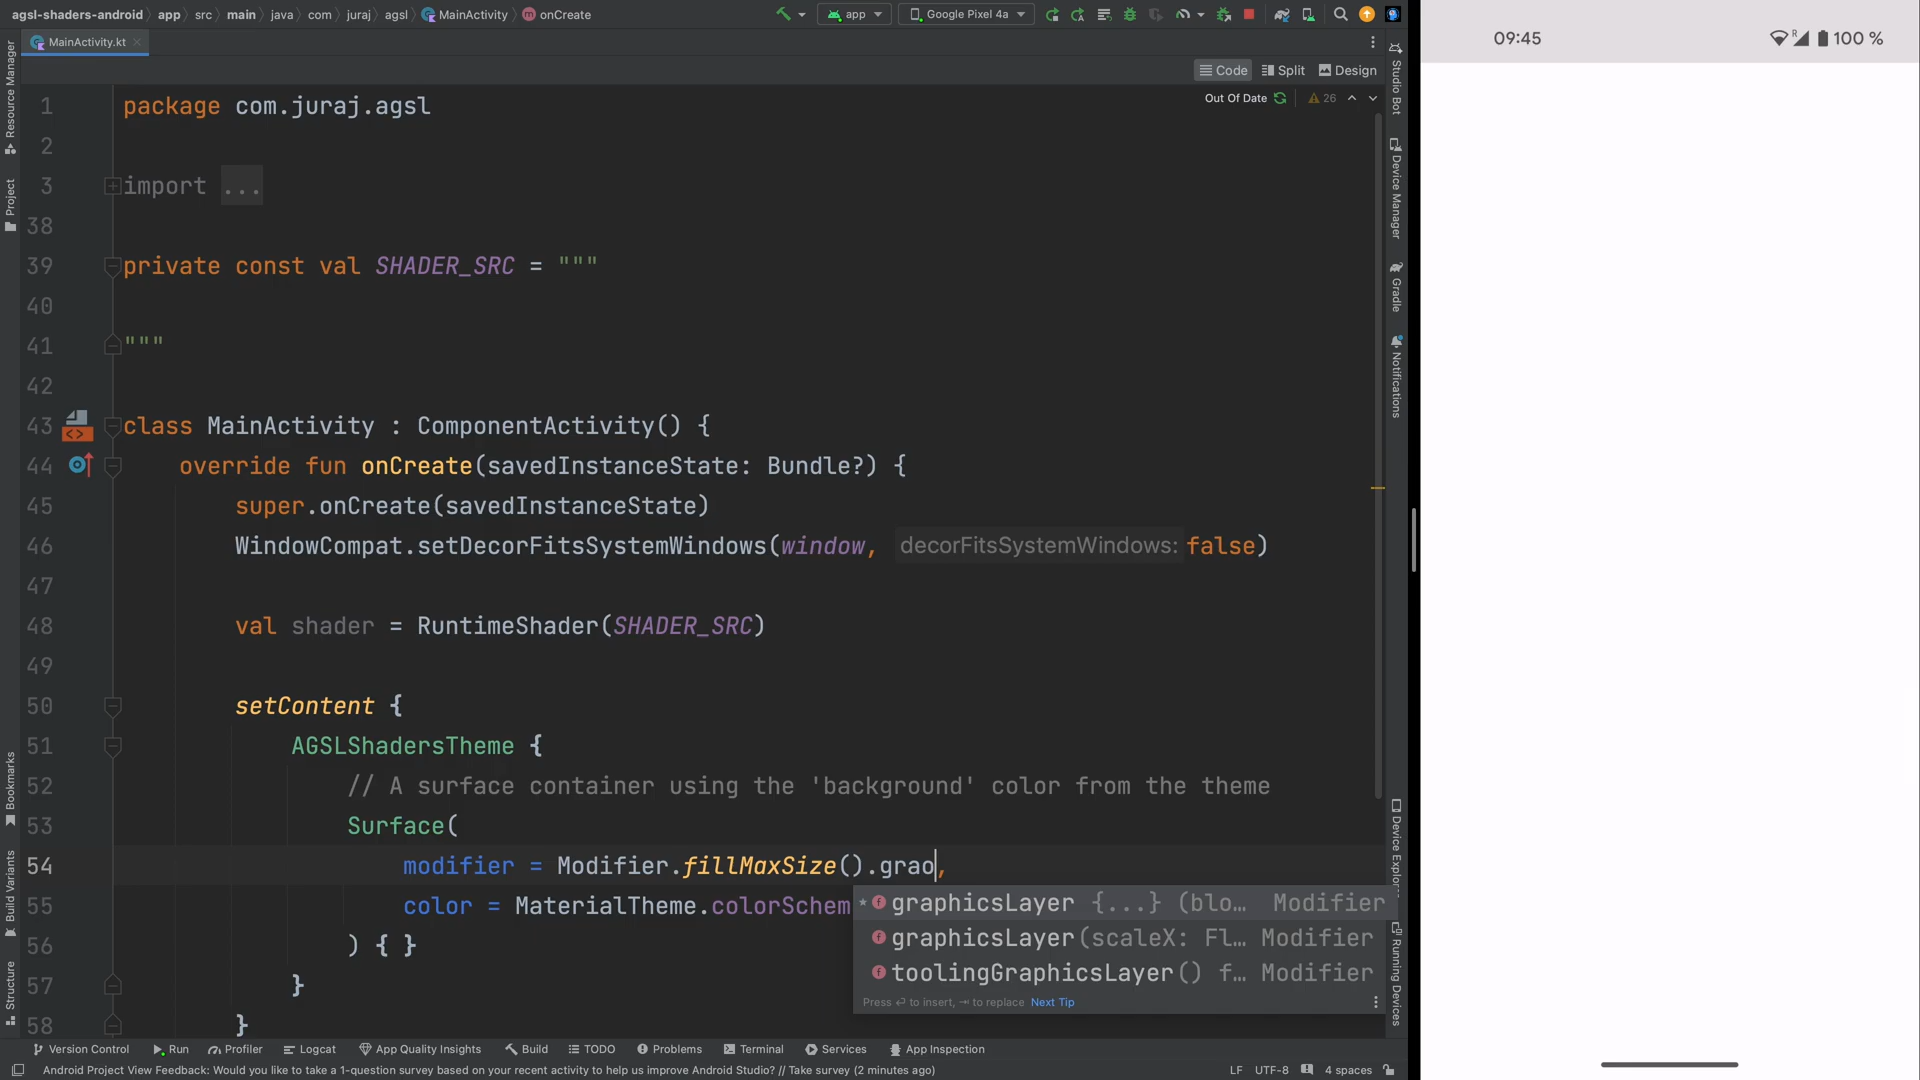 agsl-shaders-android app src main java com juraj agsl MainActivity onCreate app Google Pixel 4a
MainActivity.kt
Code Split Design
Out Of Date 26
1 package com.juraj.agsl
2
3 import ...
38
39 private const val SHADER_SRC = """
40
41 """
42
43 class MainActivity : ComponentActivity() {
44 override fun onCreate(savedInstanceState: Bundle?) {
45 super.onCreate(savedInstanceState)
46 WindowCompat.setDecorFitsSystemWindows(window, decorFitsSystemWindows: false)
47
48 val shader = RuntimeShader(SHADER_SRC)
49
50 setContent {
51 AGSLShadersTheme {
52 // A surface container using the 'background' color from the theme
53 Surface(
54 modifier = Modifier.fillMaxSize().grao,
55 color = MaterialTheme.colorSchem
56 ) { }
57 }
58 }
graphicsLayer {...} (blo... Modifier
graphicsLayer(scaleX: Fl... Modifier
toolingGraphicsLayer() f... Modifier
Press ↵ to insert, ⇥ to replace Next Tip
Resource Manager
Project
Bookmarks
Build Variants
Structure
Studio Bot
Device Manager
Gradle
Notifications
Device Explor
Running Devices
Version Control Run Profiler Logcat App Quality Insights Build TODO Problems Terminal Services App Inspection
Android Project View Feedback: Would you like to take a 1-question survey based on your recent activity to help us improve Android Studio? // Take survey (2 minutes ago)
LF UTF-8 4 spaces
09:45 R 100 %